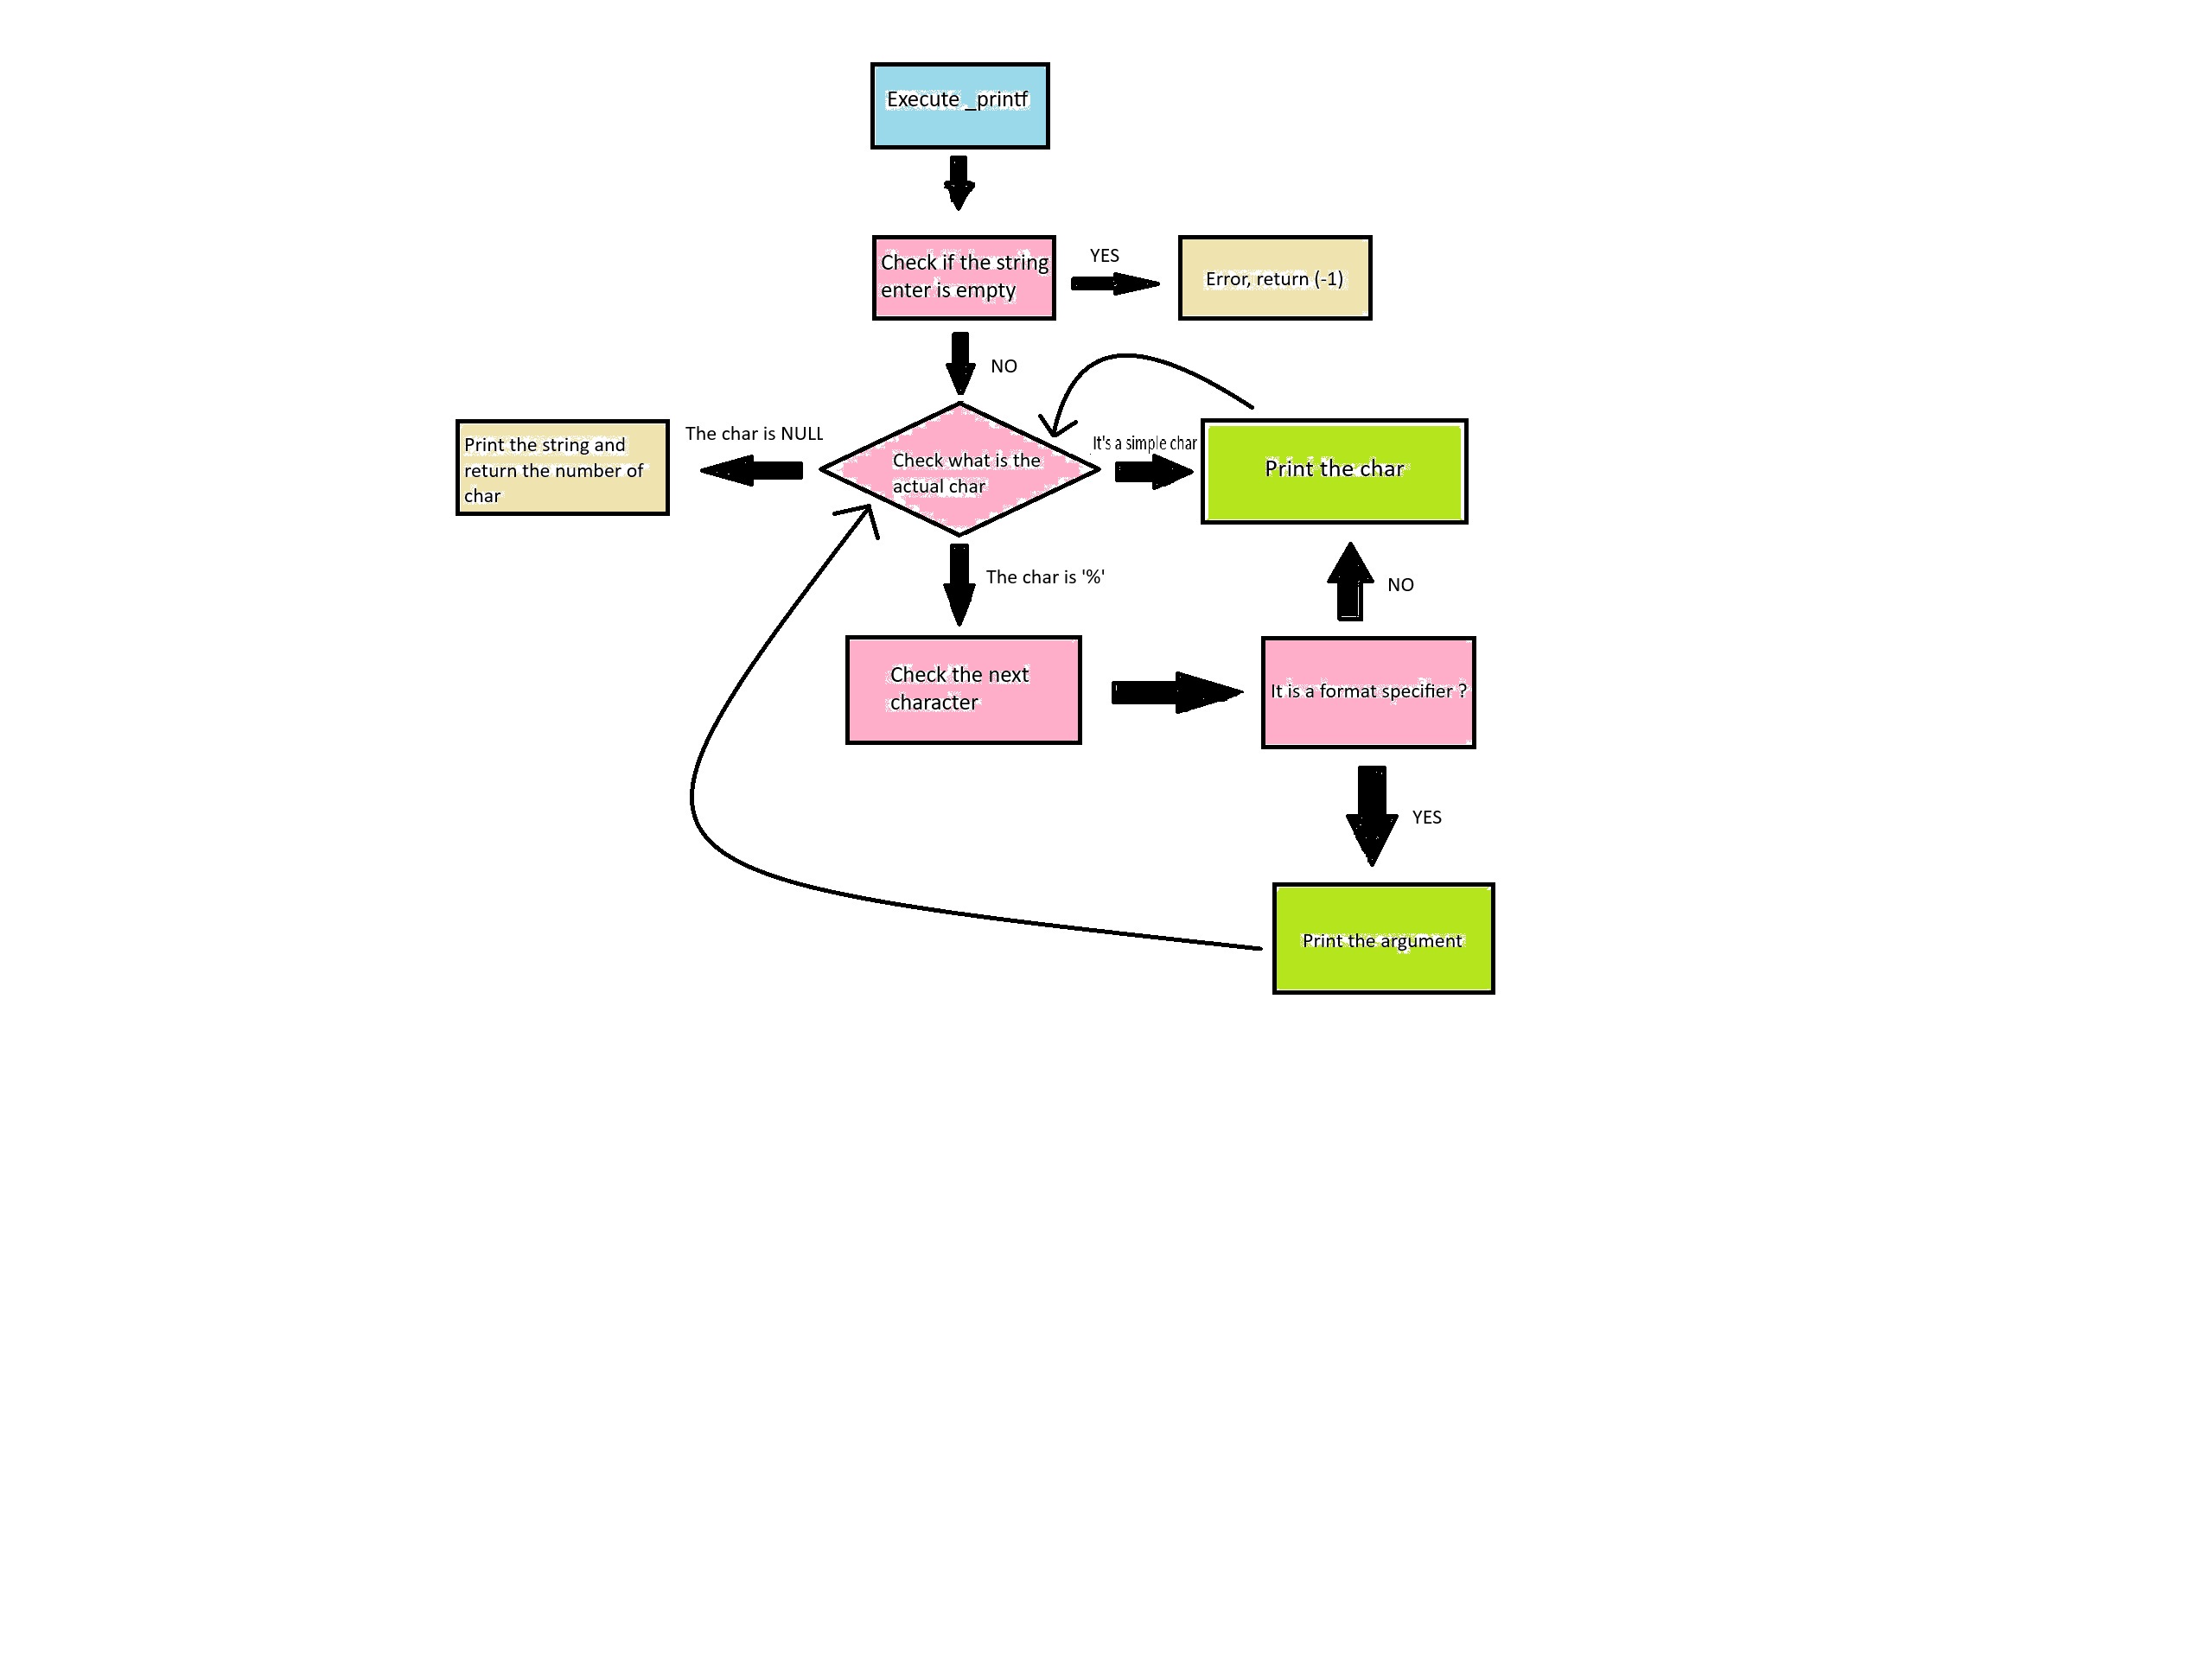 Execute _printf
Check if the string
enter is empty
YES
Error, return (-1)
NO
Print the string and
return the number of
char
The char is NULL
Check what is the
actual char
It's a simple char
Print the char
The char is '%'
NO
Check the next
character
It is a format specifier ?
YES
Print the argument